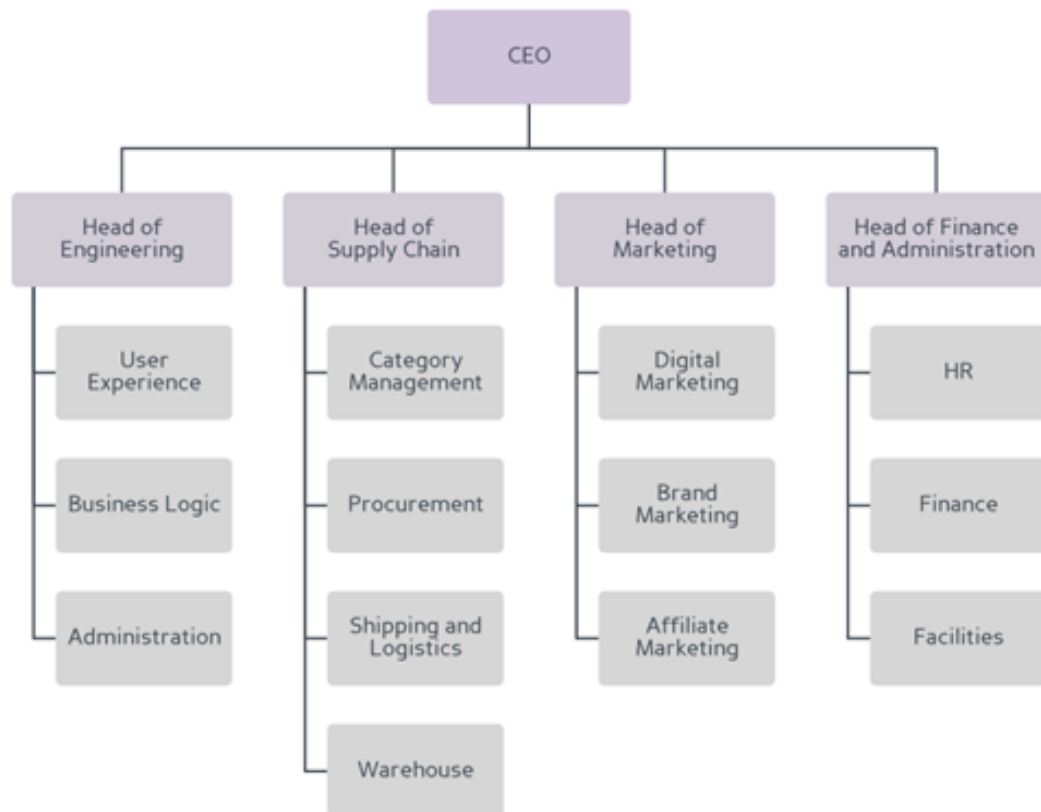 CEO
Head of
Engineering
Head of
Supply Chain
Head of
Marketing
Head of Finance
and Administration
User
Experience
Category
Management
Digital
Marketing
HR
Business Logic
Procurement
Brand
Marketing
Finance
Administration
Shipping and
Logistics
Affiliate
Marketing
Facilities
Warehouse